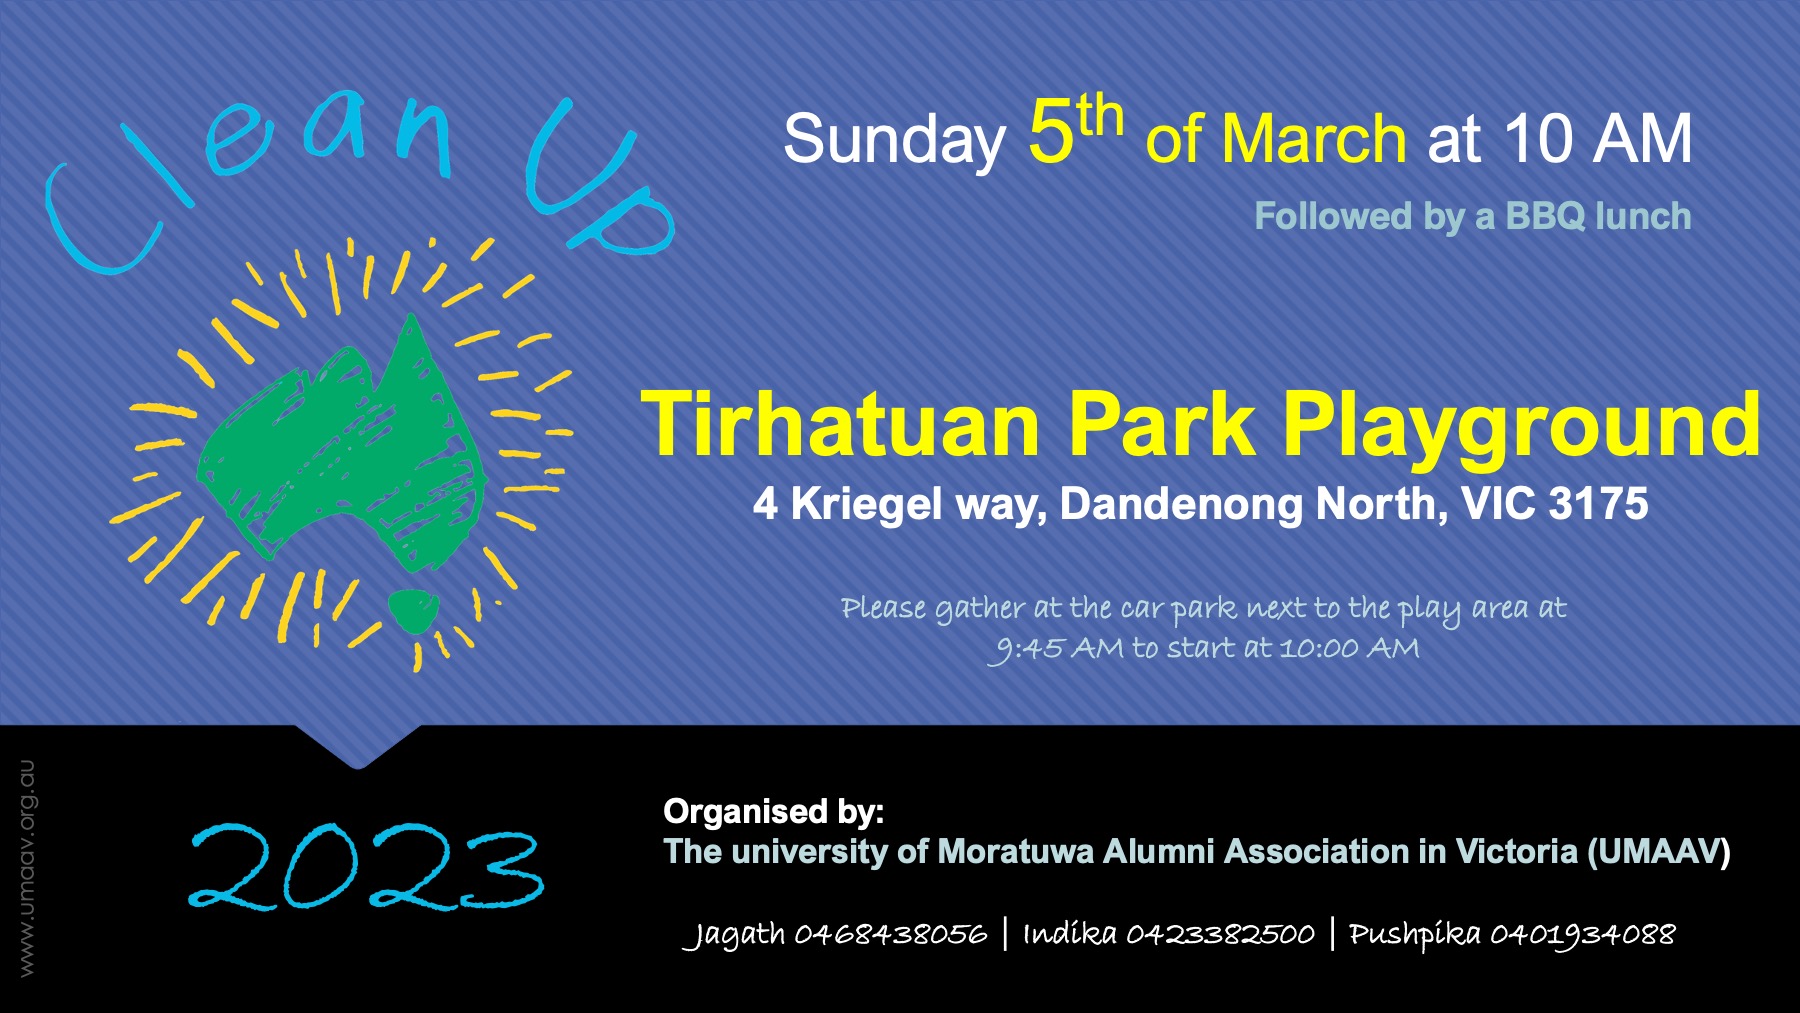 Clean Up
Sunday 5th of March at 10 AM
Followed by a BBQ lunch
Tirhatuan Park Playground
4 Kriegel way, Dandenong North, VIC 3175
Please gather at the car park next to the play area at
9:45 AM to start at 10:00 AM
www.umaav.org.au
2023
Organised by:
The university of Moratuwa Alumni Association in Victoria (UMAAV)
Jagath 0468438056 | Indika 0423382500 | Pushpika 0401934088